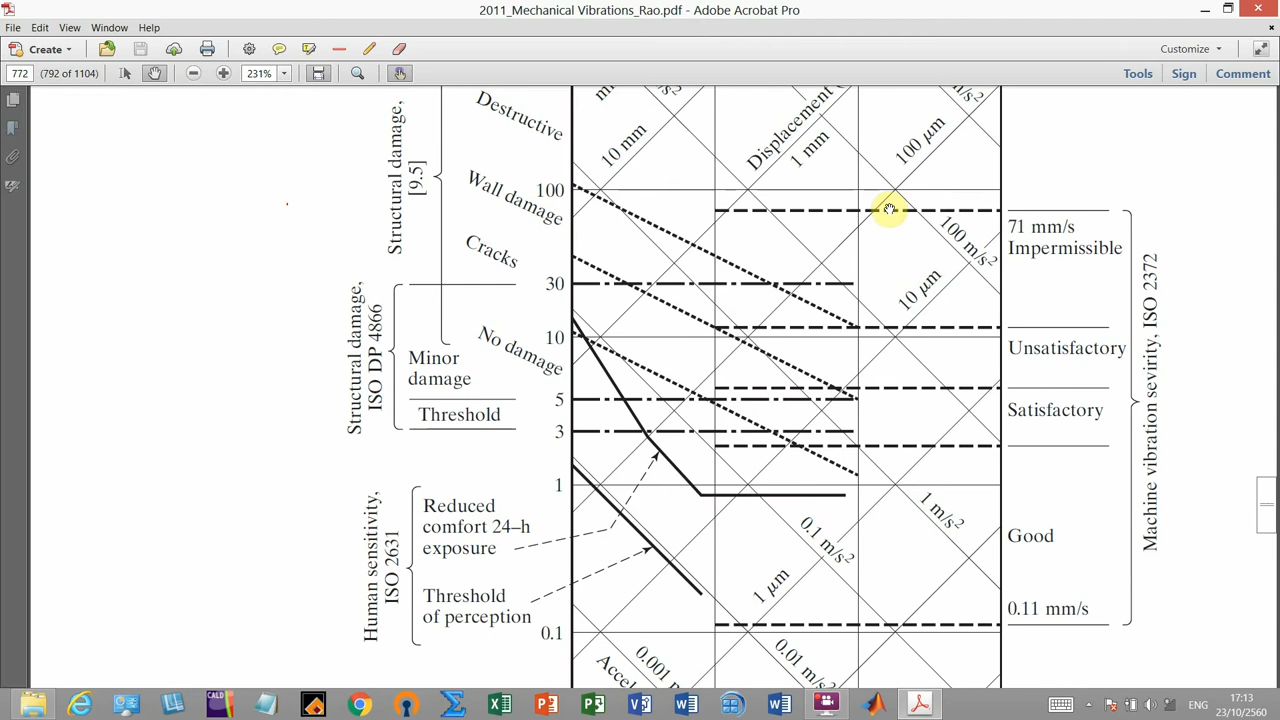 2011_Mechanical Vibrations_Rao.pdf - Adobe Acrobat Pro
File Edit View Window Help
Create
Customize
772 (792 of 1104) 231% Tools Sign Comment
Structural damage,
[9.5]
Destructive
Wall damage
Cracks
No damage
Structural damage,
ISO DP 4866
Minor
damage
Threshold
Human sensitivity,
ISO 2631
Reduced
comfort 24–h
exposure
Threshold
of perception
100
30
10
5
3
1
0.1
10 mm
Displacement
1 mm
100 μm
100 m/s²
10 μm
1 m/s²
0.1 m/s²
1 μm
0.01 m/s²
0.001
Accel
71 mm/s
Impermissible
Unsatisfactory
Satisfactory
Good
0.11 mm/s
Machine vibration sevirity. ISO 2372
CALD
ENG
17:13
23/10/2560